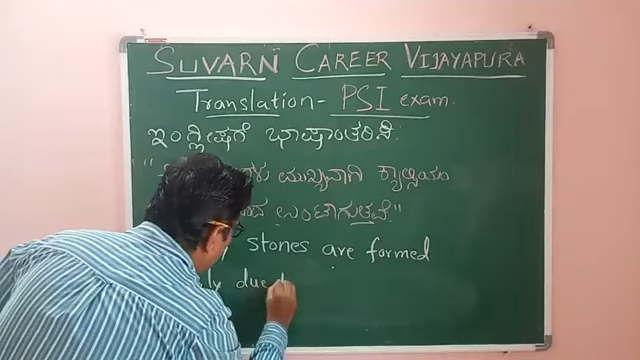 SUVARN CAREER VIJAYAPURA
Translation- PSI exam.
ಇಂಗ್ಲೀಷಗೆ ಭಾಷಾಂತರಿಸಿ:
ಮುಖ್ಯವಾಗಿ ಕ್ಯಾಲ್ಸಿಯಂ
ಉಂಟಾಗುತ್ತವೆ."
stones are formed
due